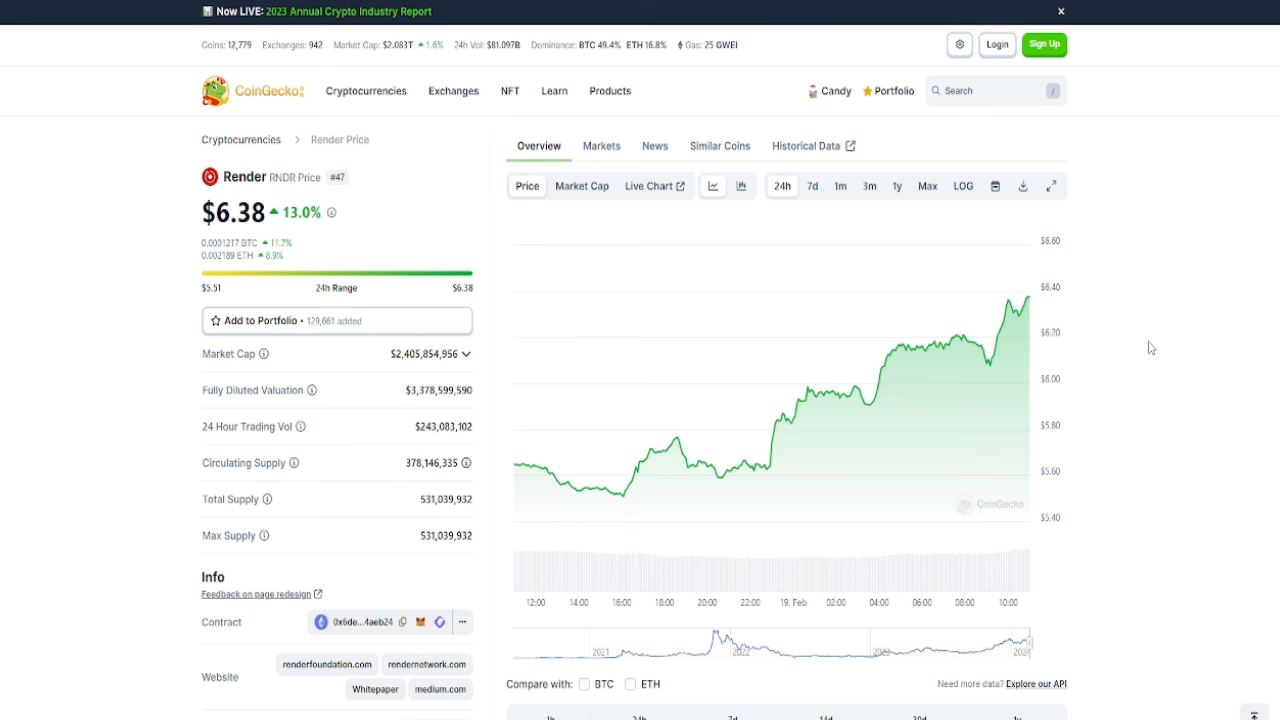 Now LIVE: 2023 Annual Crypto Industry Report
Coins: 12,779 Exchanges: 942 Market Cap: $2.083T 1.6% 24h Vol: $81.097B Dominance: BTC 49.4% ETH 16.8% Gas: 25 GWEI
Login
Sign Up
CoinGecko
Cryptocurrencies Exchanges NFT Learn Products
Candy Portfolio Search /
Cryptocurrencies > Render Price
Render RNDR Price #47
$6.38 13.0%
0.0001217 BTC 11.7%
0.002189 ETH 8.9%
$5.51 24h Range $6.38
Add to Portfolio • 129,661 added
Market Cap $2,405,854,956
Fully Diluted Valuation $3,378,599,590
24 Hour Trading Vol $243,083,102
Circulating Supply 378,146,335
Total Supply 531,039,932
Max Supply 531,039,932
Info
Feedback on page redesign
Contract 0x6de...4aeb24
Website renderfoundation.com rendernetwork.com
Whitepaper medium.com
Overview Markets News Similar Coins Historical Data
Price Market Cap Live Chart 24h 7d 1m 3m 1y Max LOG
$6.60
$6.40
$6.20
$6.00
$5.80
$5.60
$5.40
CoinGecko
12:00 14:00 16:00 18:00 20:00 22:00 19. Feb 02:00 04:00 06:00 08:00 10:00
2021 2022 2023 2024
Compare with: BTC ETH
Need more data? Explore our API
1h 24h 7d 14d 30d 1y